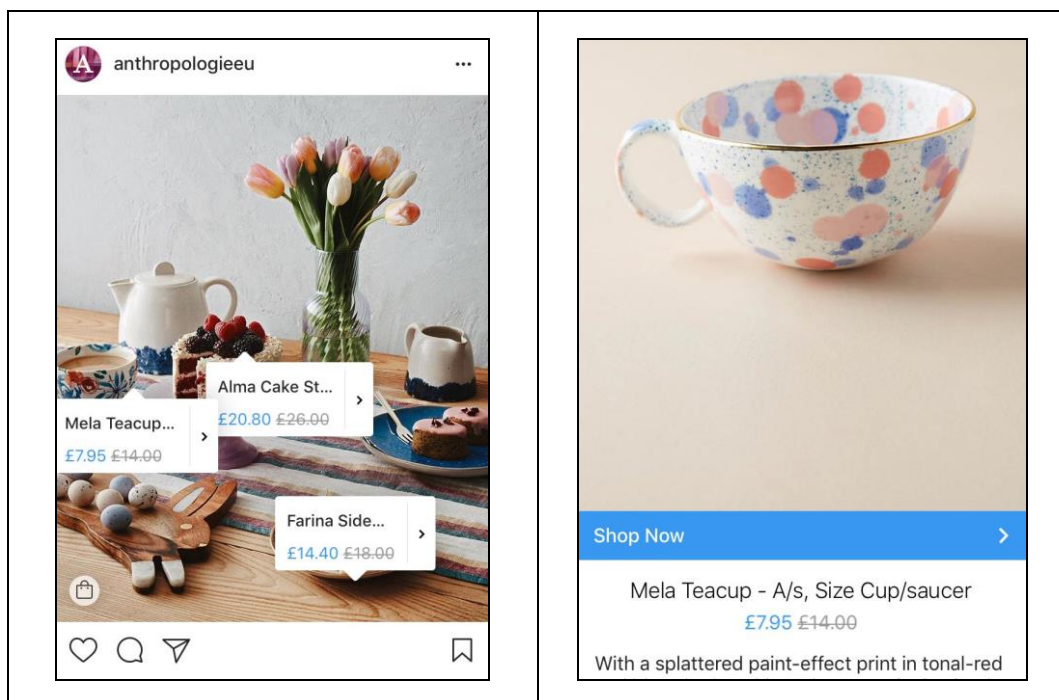 A anthropologieeu ...
Alma Cake St...
£20.80 £26.00
Mela Teacup...
£7.95 £14.00
Farina Side...
£14.40 £18.00
Shop Now
Mela Teacup - A/s, Size Cup/saucer
£7.95 £14.00
With a splattered paint-effect print in tonal-red